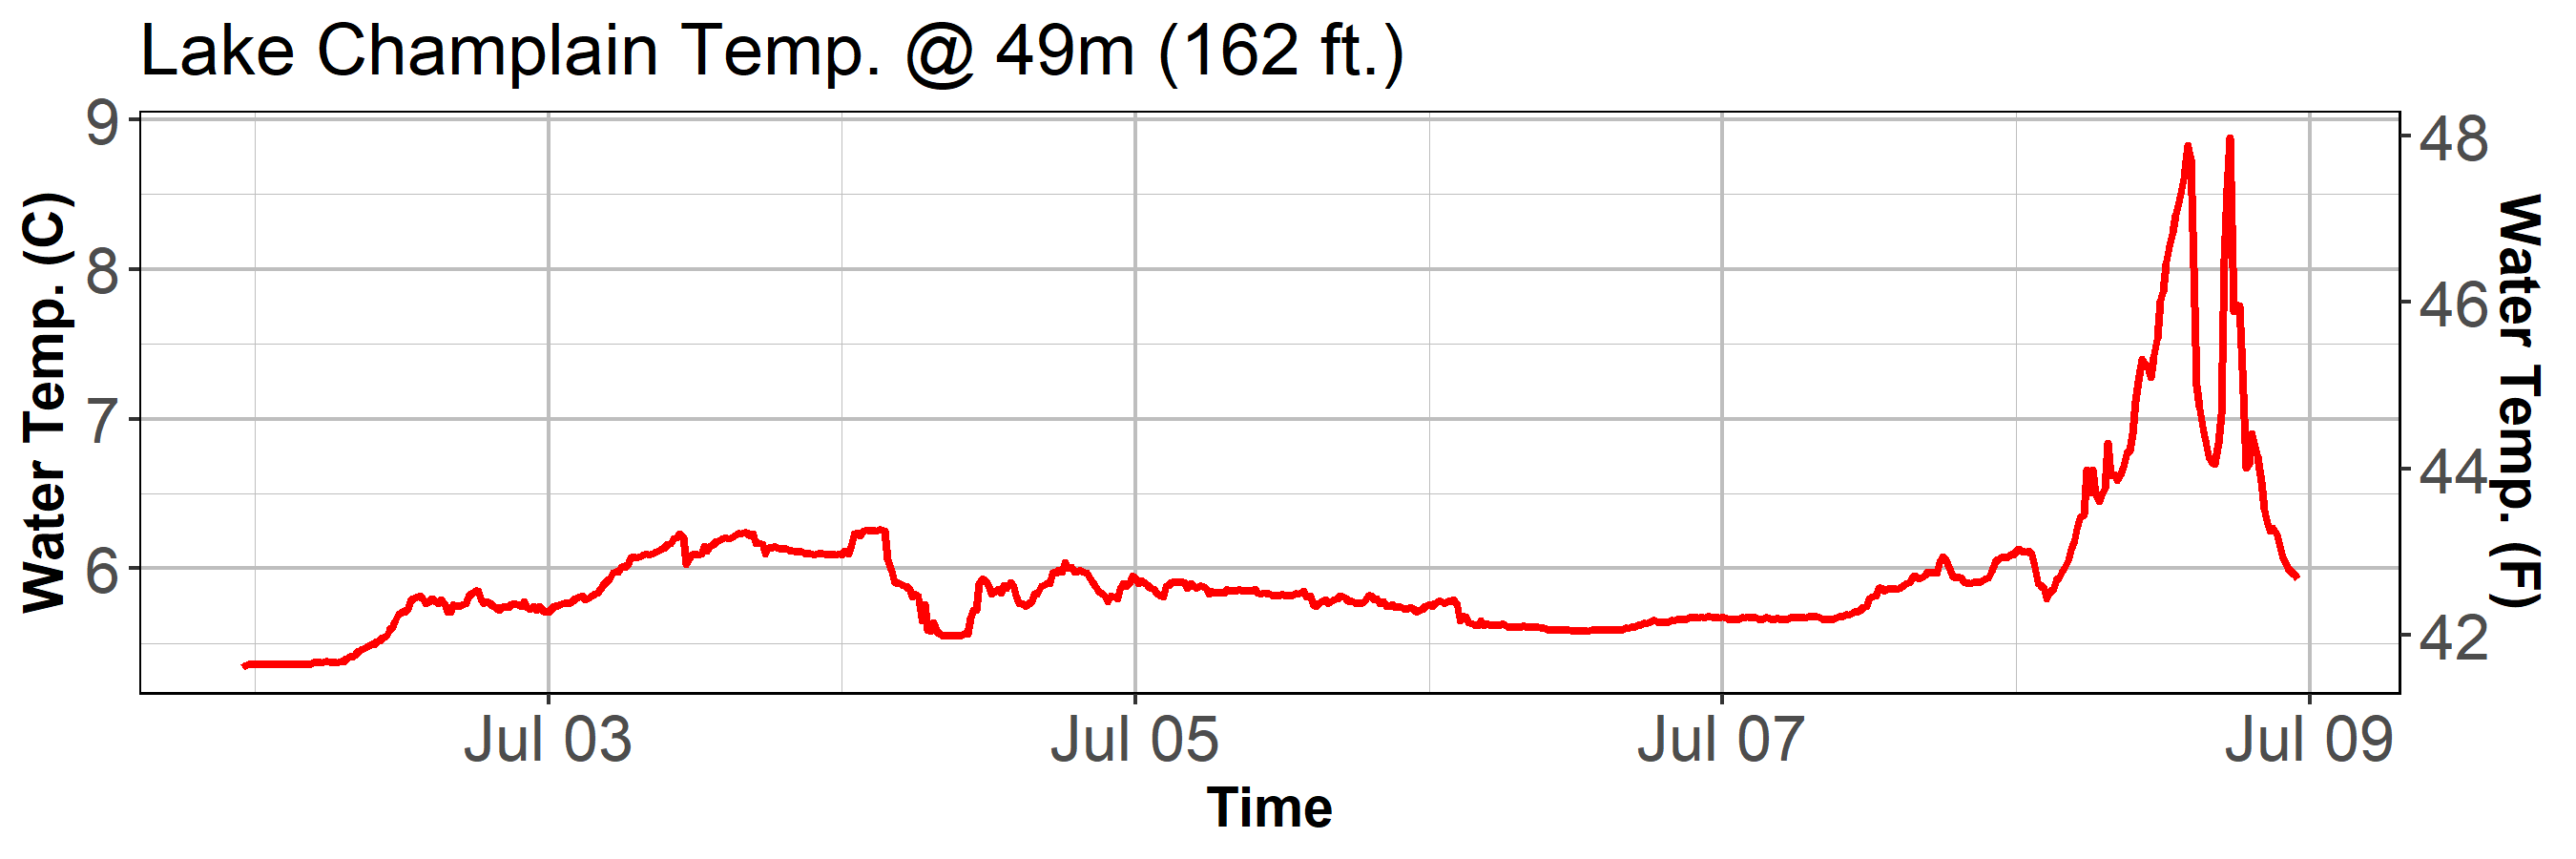 Lake Champlain Temp. @ 49m (162 ft.)
Water Temp. (C)
9
8
7
6
48
46
44
42
Water Temp. (F)
Jul 03
Jul 05
Jul 07
Jul 09
Time